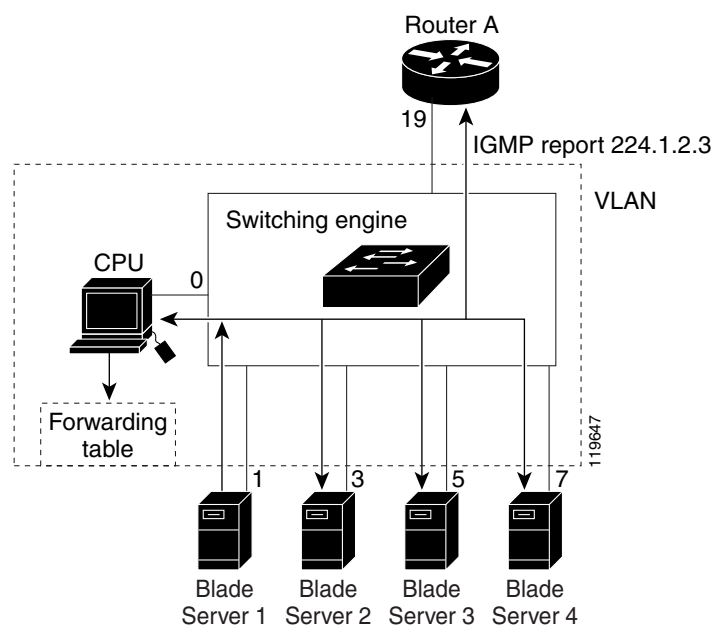 Router A
19
IGMP report 224.1.2.3
VLAN
Switching engine
CPU
0
Forwarding
table
119647
1
3
5
7
Blade
Server 1
Blade
Server 2
Blade
Server 3
Blade
Server 4